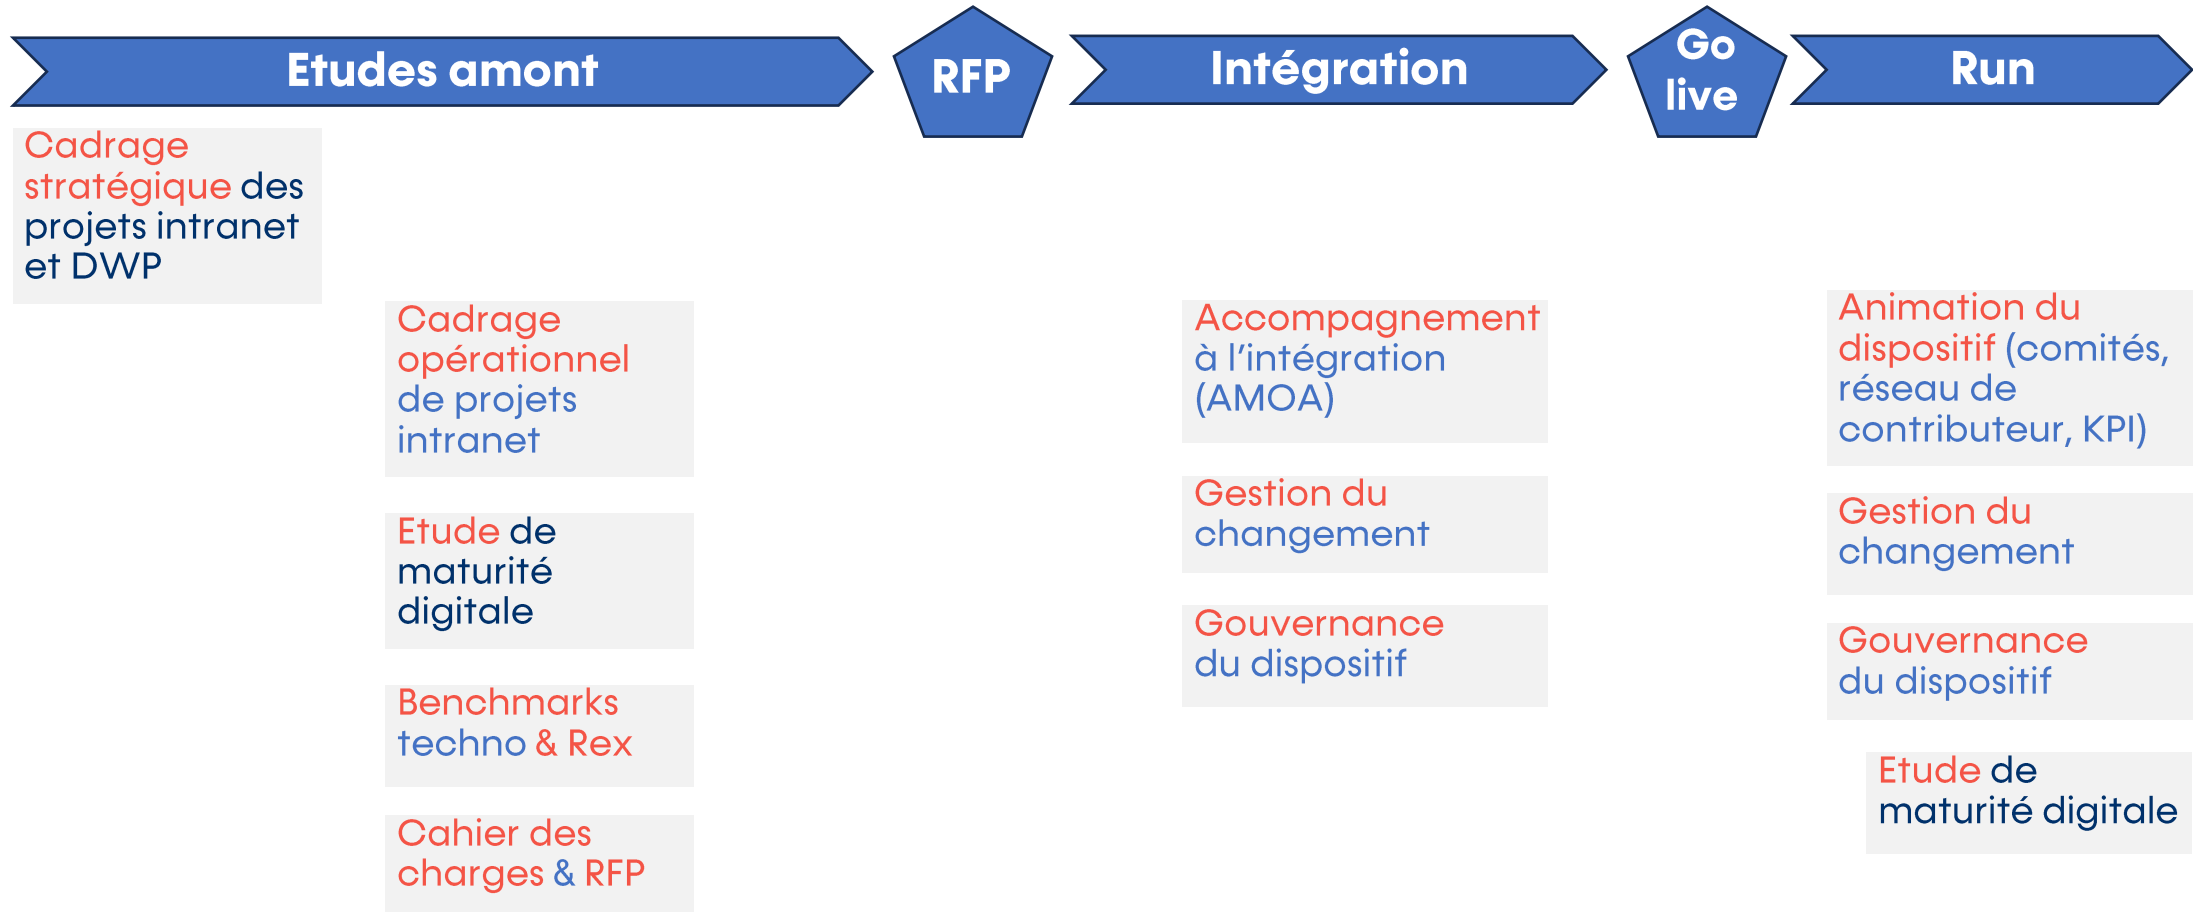 Etudes amont
RFP
Intégration
Go
live
Run
Cadrage
stratégique des
projets intranet
et DWP
Cadrage
opérationnel
de projets
intranet
Etude de
maturité
digitale
Benchmarks
techno & Rex
Cahier des
charges & RFP
Accompagnement
à l’intégration
(AMOA)
Gestion du
changement
Gouvernance
du dispositif
Animation du
dispositif (comités,
réseau de
contributeur, KPI)
Gestion du
changement
Gouvernance
du dispositif
Etude de
maturité digitale